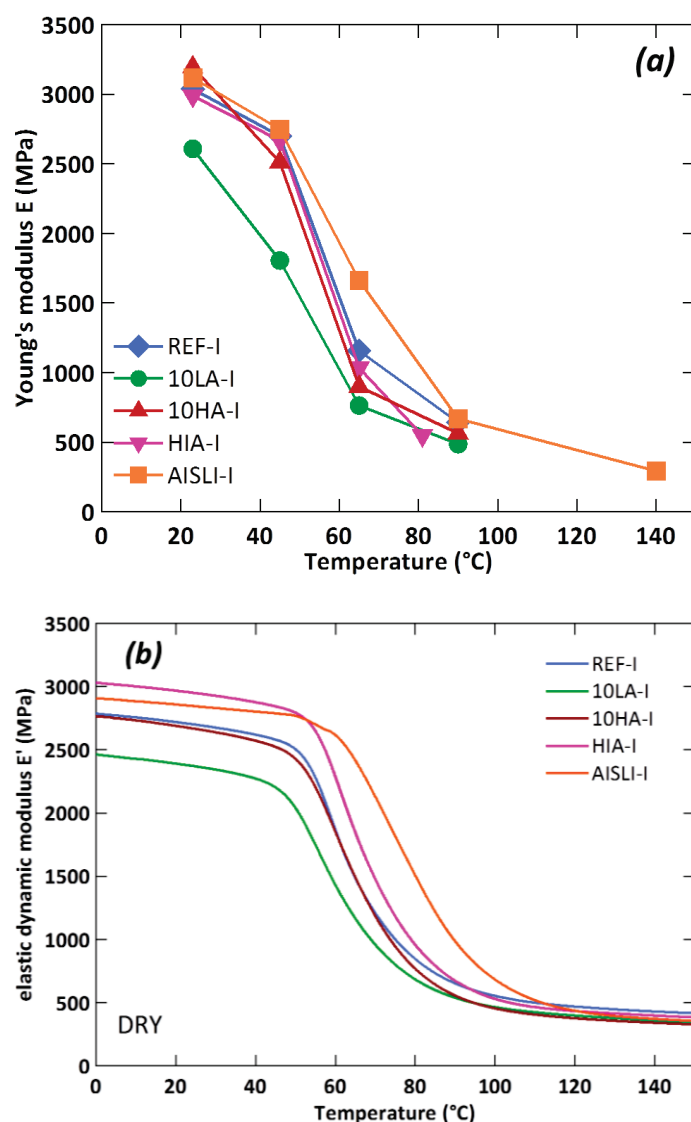 (a)
3500
3000
2500
2000
1500
1000
500
0
Young's modulus E (MPa)
REF-I
10LA-I
10HA-I
HIA-I
AISLI-I
0 20 40 60 80 100 120 140
Temperature (°C)
(b)
3500
3000
2500
2000
1500
1000
500
0
elastic dynamic modulus E' (MPa)
REF-I
10LA-I
10HA-I
HIA-I
AISLI-I
DRY
0 20 40 60 80 100 120 140
Temperature (°C)